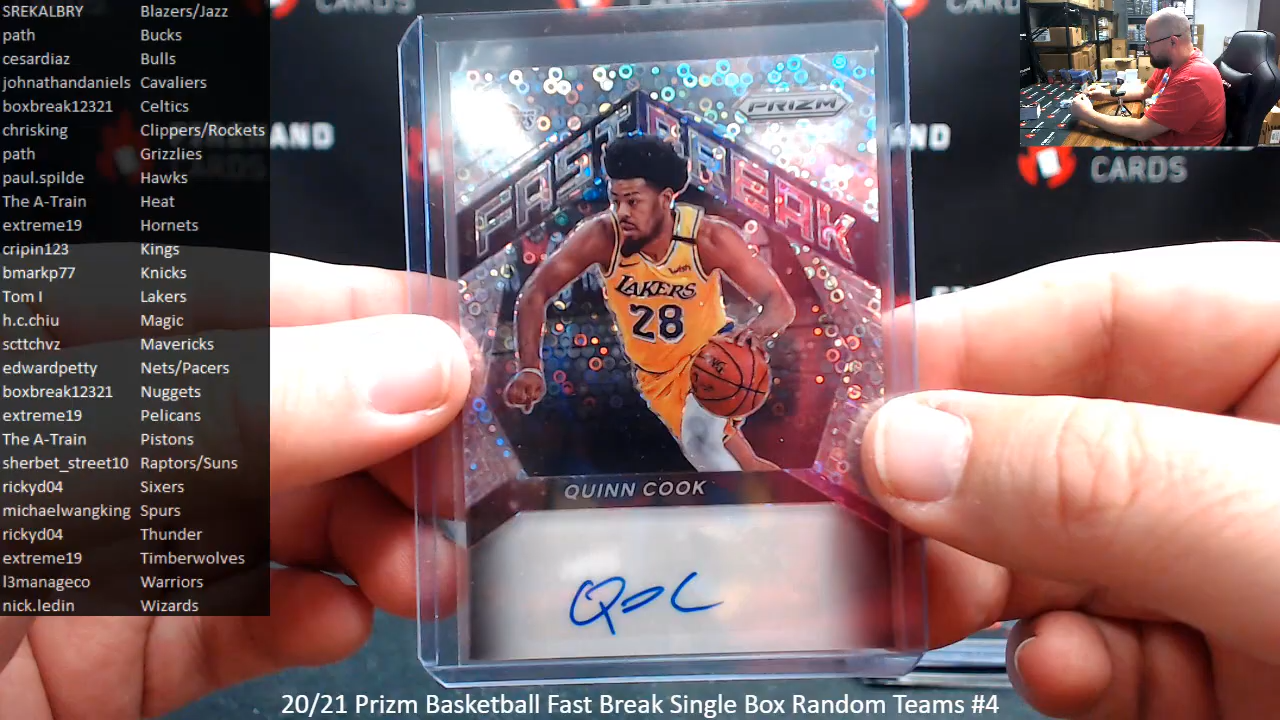 SREKALBRY Blazers/Jazz
path Bucks
cesardiaz Bulls
johnathandaniels Cavaliers
boxbreak12321 Celtics
chrisking Clippers/Rockets
path Grizzlies
paul.spilde Hawks
The A-Train Heat
extreme19 Hornets
cripin123 Kings
bmarkp77 Knicks
Tom I Lakers
h.c.chiu Magic
scttchvz Mavericks
edwardpetty Nets/Pacers
boxbreak12321 Nuggets
extreme19 Pelicans
The A-Train Pistons
sherbet_street10 Raptors/Suns
rickyd04 Sixers
michaelwangking Spurs
rickyd04 Thunder
extreme19 Timberwolves
l3manageco Warriors
nick.ledin Wizards
PRIZM
FAST BREAK
wish
LAKERS
28
QUINN COOK
CARDS
CARDS
20/21 Prizm Basketball Fast Break Single Box Random Teams #4